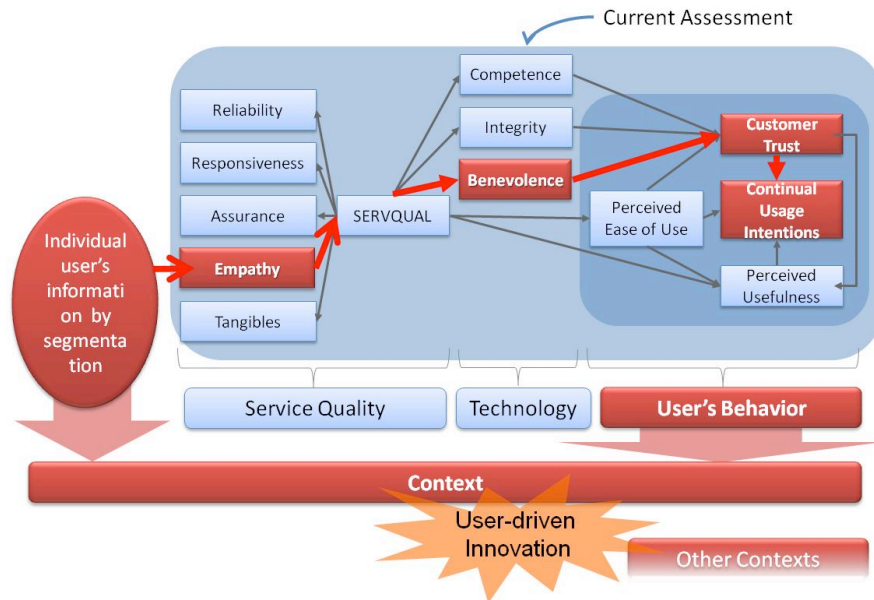 Current Assessment
Competence
Reliability
Integrity
Customer
Trust
Responsiveness
Benevolence
Continual
Usage
Intentions
Assurance
SERVQUAL
Perceived
Ease of Use
Individual
user's
informati
on by
segmenta
tion
Empathy
Perceived
Usefulness
Tangibles
Service Quality
Technology
User's Behavior
Context
User-driven
Innovation
Other Contexts